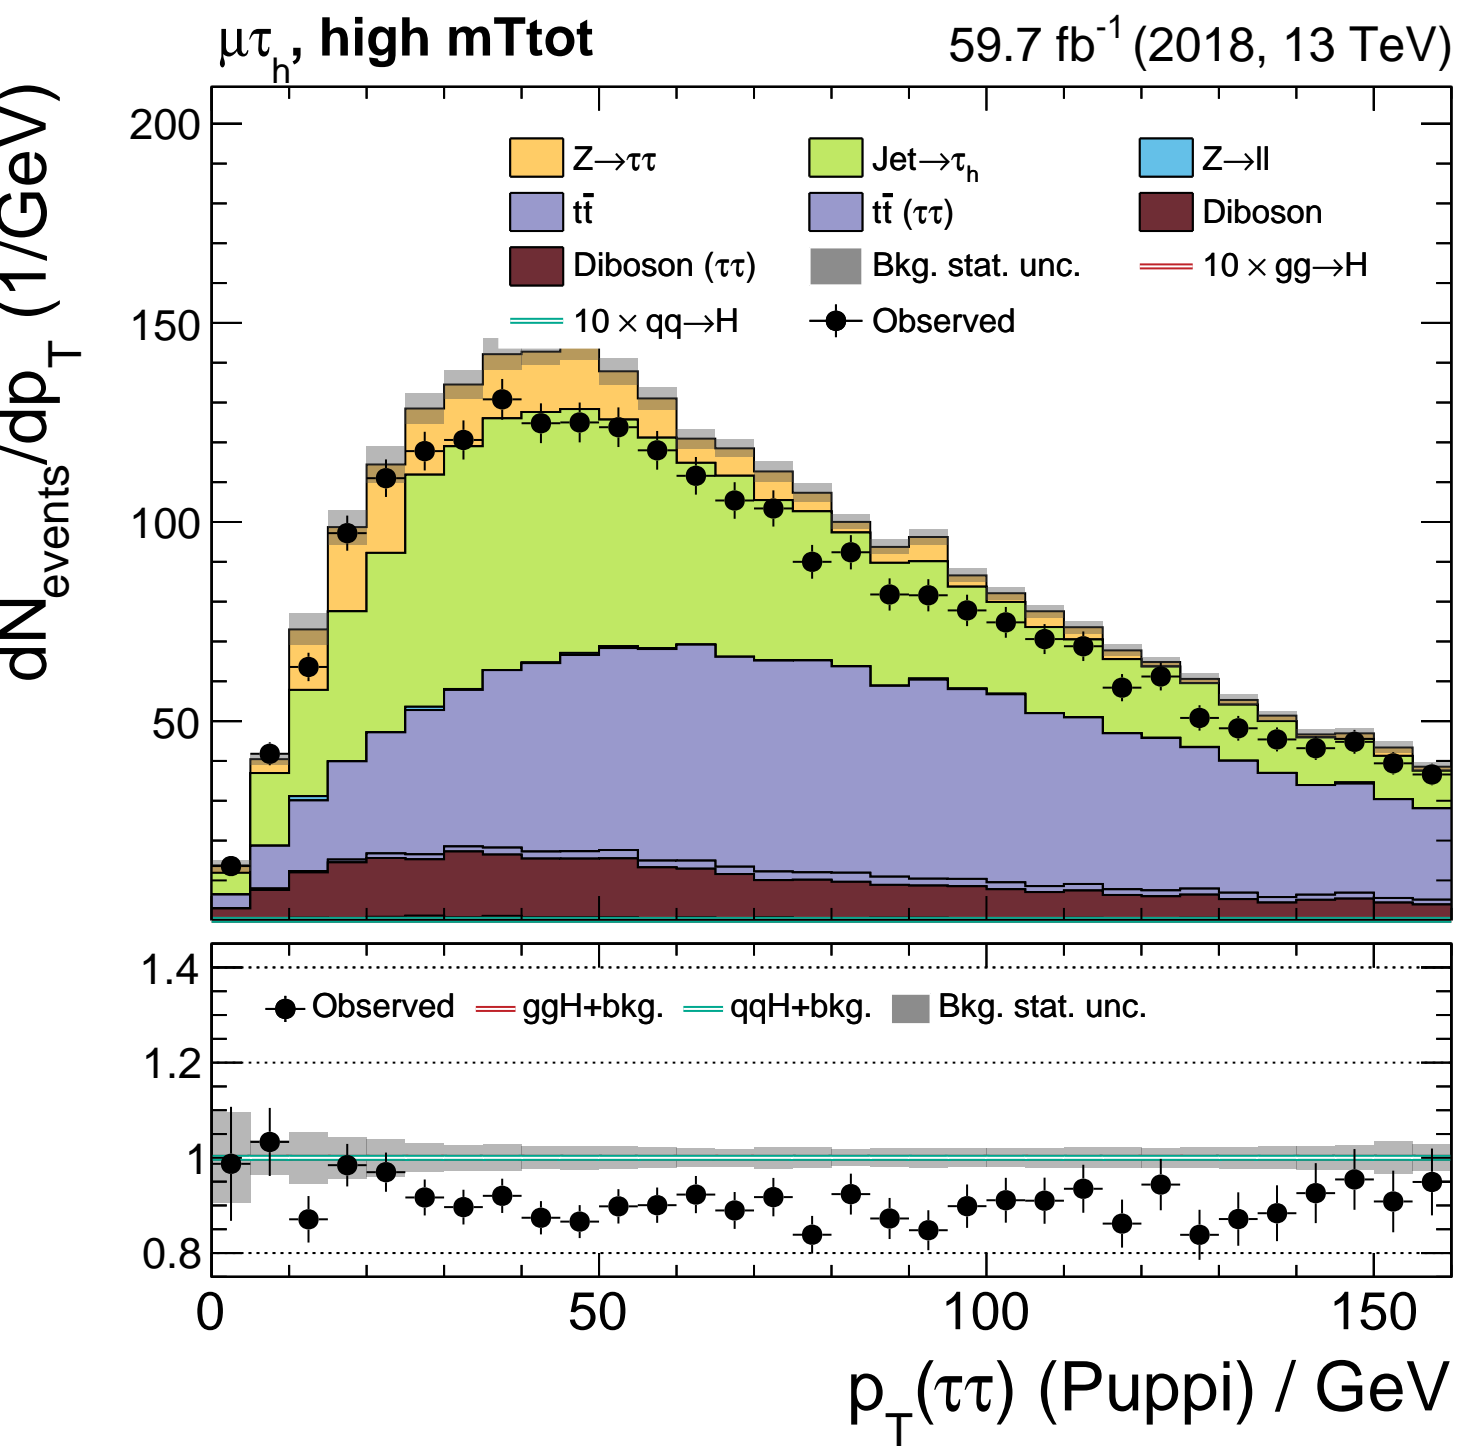 μτh, high mTtot
59.7 fb-1 (2018, 13 TeV)
dNevents/dpT (1/GeV)
200
150
100
50
Z→ττ
Jet→τh
Z→ll
tt̄
tt̄ (ττ)
Diboson
Diboson (ττ)
Bkg. stat. unc.
10 × gg→H
10 × qq→H
Observed
1.4
1.2
1
0.8
Observed
ggH+bkg.
qqH+bkg.
Bkg. stat. unc.
0
50
100
150
pT(ττ) (Puppi) / GeV